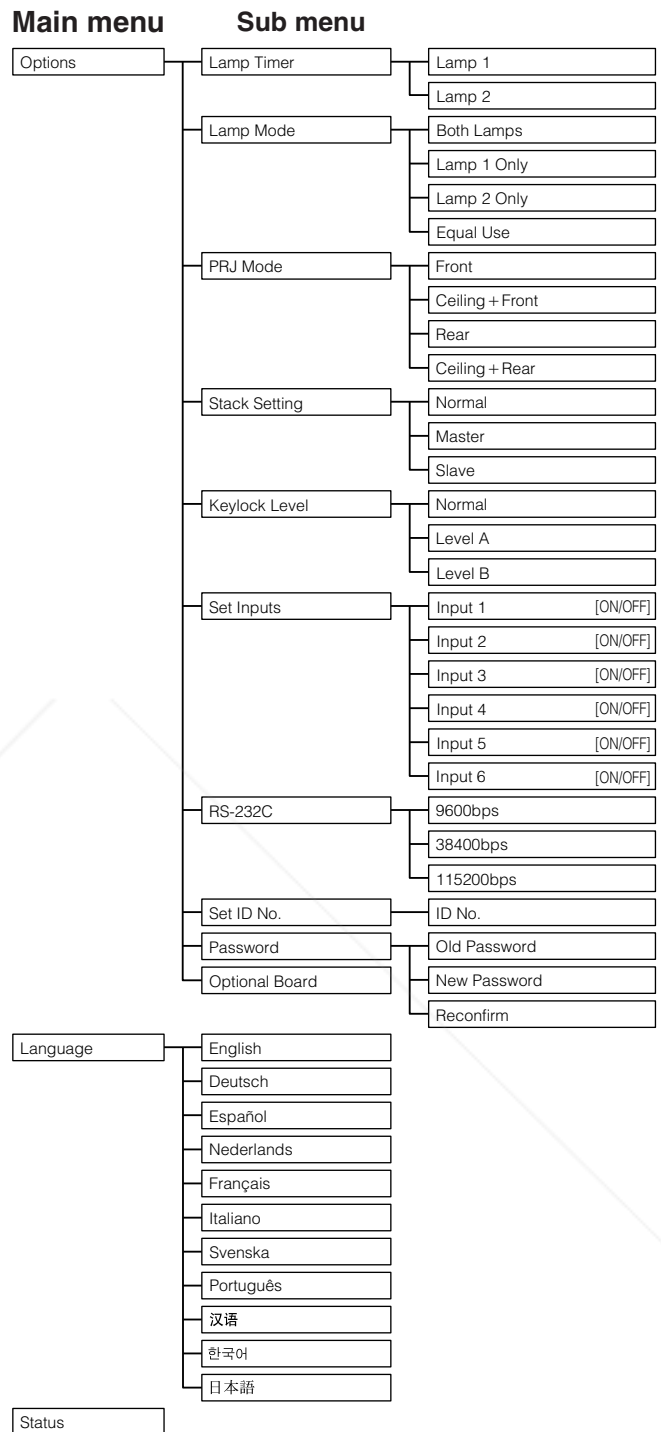 Main menu Sub menu
Options Lamp Timer Lamp 1
Lamp 2
Lamp Mode Both Lamps
Lamp 1 Only
Lamp 2 Only
Equal Use
PRJ Mode Front
Ceiling+Front
Rear
Ceiling+Rear
Stack Setting Normal
Master
Slave
Keylock Level Normal
Level A
Level B
Set Inputs Input 1 [ON/OFF]
Input 2 [ON/OFF]
Input 3 [ON/OFF]
Input 4 [ON/OFF]
Input 5 [ON/OFF]
Input 6 [ON/OFF]
RS-232C 9600bps
38400bps
115200bps
Set ID No. ID No.
Password Old Password
Optional Board New Password
Reconfirm
Language English
Deutsch
Español
Nederlands
Français
Italiano
Svenska
Português
汉语
한국어
日本語
Status